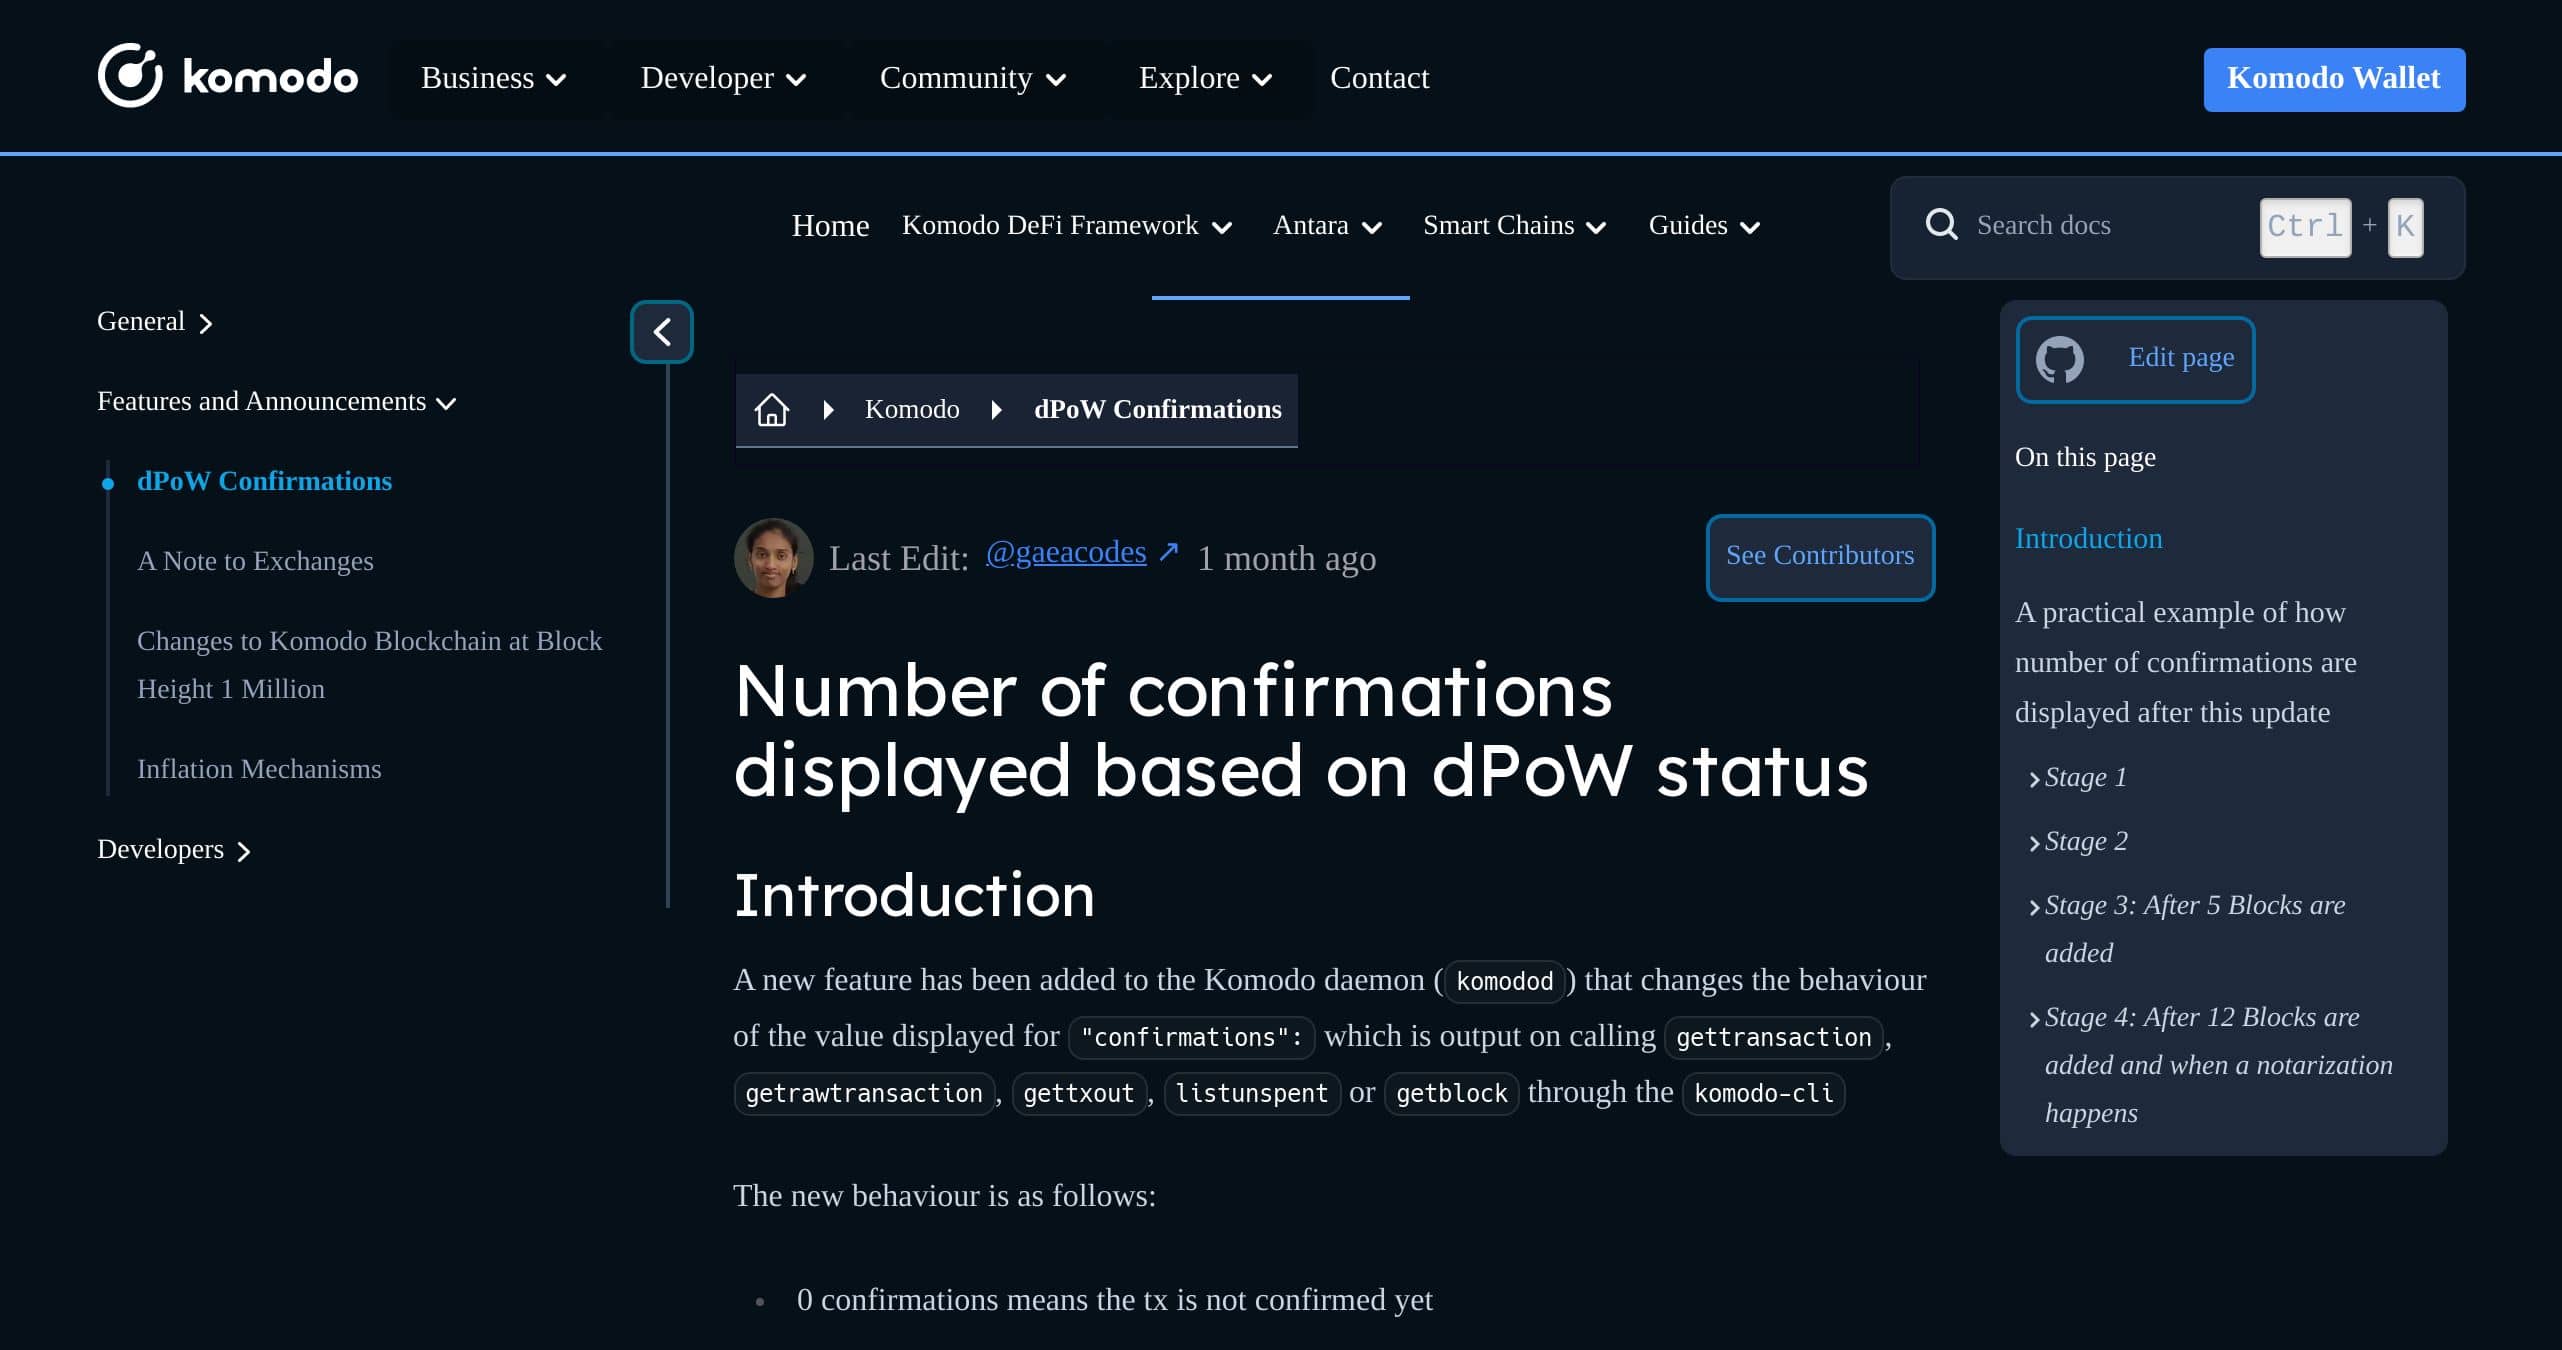 komodo
Business
Developer
Community
Explore
Contact
Komodo Wallet
Home
Komodo DeFi Framework
Antara
Smart Chains
Guides
Search docs
Ctrl + K
General
Features and Announcements
dPoW Confirmations
A Note to Exchanges
Changes to Komodo Blockchain at Block
Height 1 Million
Inflation Mechanisms
Developers
Komodo
dPoW Confirmations
Last Edit: @gaeacodes ↗ 1 month ago
See Contributors
Number of confirmations
displayed based on dPoW status
Introduction
A new feature has been added to the Komodo daemon (komodod) that changes the behaviour
of the value displayed for "confirmations": which is output on calling gettransaction,
getrawtransaction, gettxout, listunspent or getblock through the komodo-cli
The new behaviour is as follows:
• 0 confirmations means the tx is not confirmed yet
Edit page
On this page
Introduction
A practical example of how
number of confirmations are
displayed after this update
Stage 1
Stage 2
Stage 3: After 5 Blocks are
added
Stage 4: After 12 Blocks are
added and when a notarization
happens